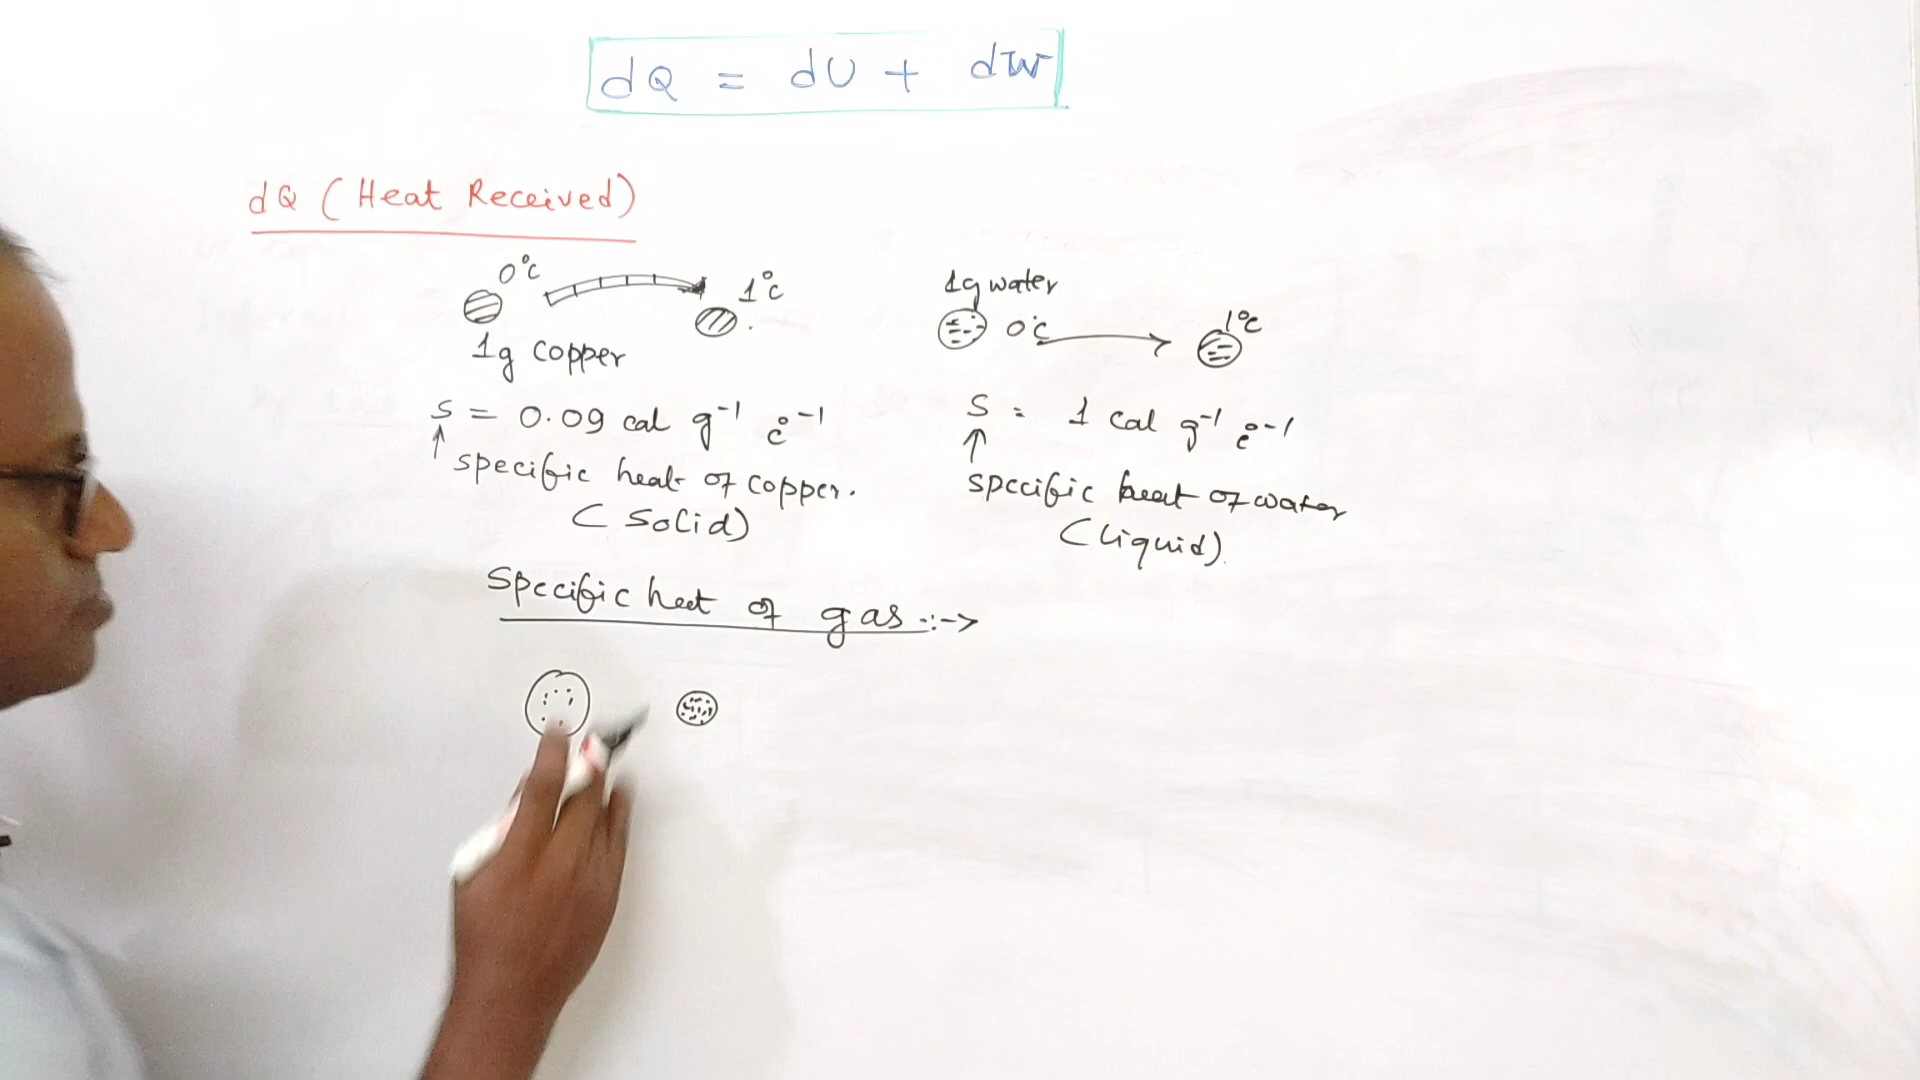 dQ = dU + dW
dQ (Heat Received)
0°c 1°c
1g copper
S = 0.09 cal g⁻¹ °c⁻¹
specific heat of copper.
(Solid)
1g water
0°c 1°c
S = 1 Cal g⁻¹ °c⁻¹
specific heat of water
(liquid).
Specific heat of gas :->